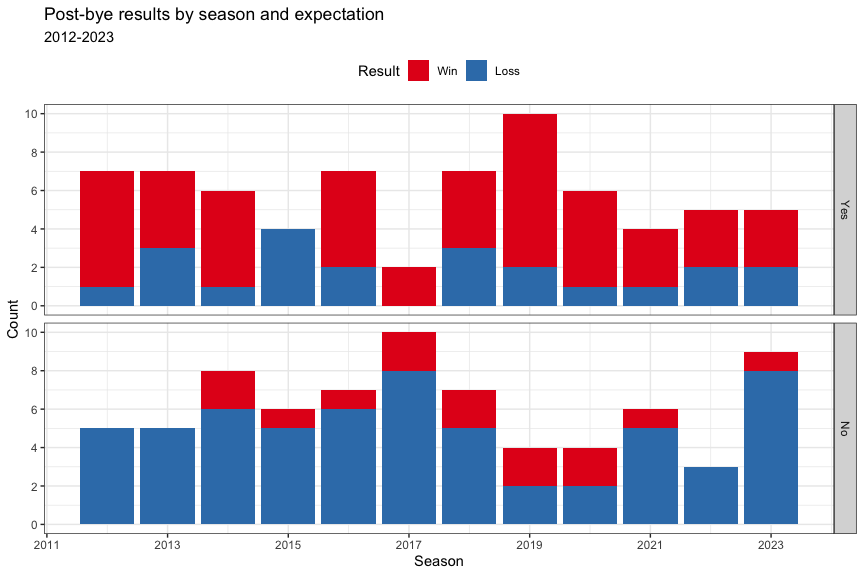 Post-bye results by season and expectation
2012-2023
Result Win Loss
10
8
6
4
2
0
Yes
Count
10
8
6
4
2
0
No
2011 2013 2015 2017 2019 2021 2023
Season